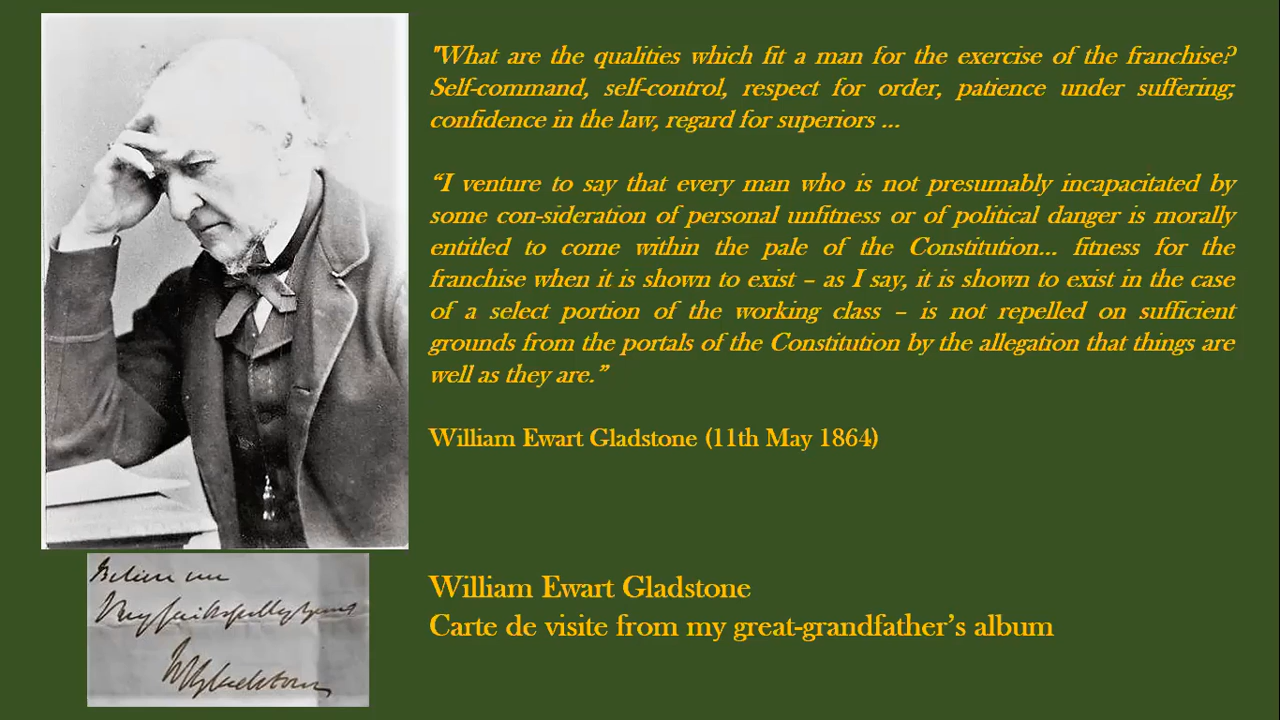 "What are the qualities which fit a man for the exercise of the franchise?
Self-command, self-control, respect for order, patience under suffering;
confidence in the law, regard for superiors ...
“I venture to say that every man who is not presumably incapacitated by
some con-sideration of personal unfitness or of political danger is morally
entitled to come within the pale of the Constitution... fitness for the
franchise when it is shown to exist – as I say, it is shown to exist in the case
of a select portion of the working class – is not repelled on sufficient
grounds from the portals of the Constitution by the allegation that things are
well as they are.”
William Ewart Gladstone (11th May 1864)
Believe me
Very faithfully yours
WEGladstone
William Ewart Gladstone
Carte de visite from my great-grandfather’s album